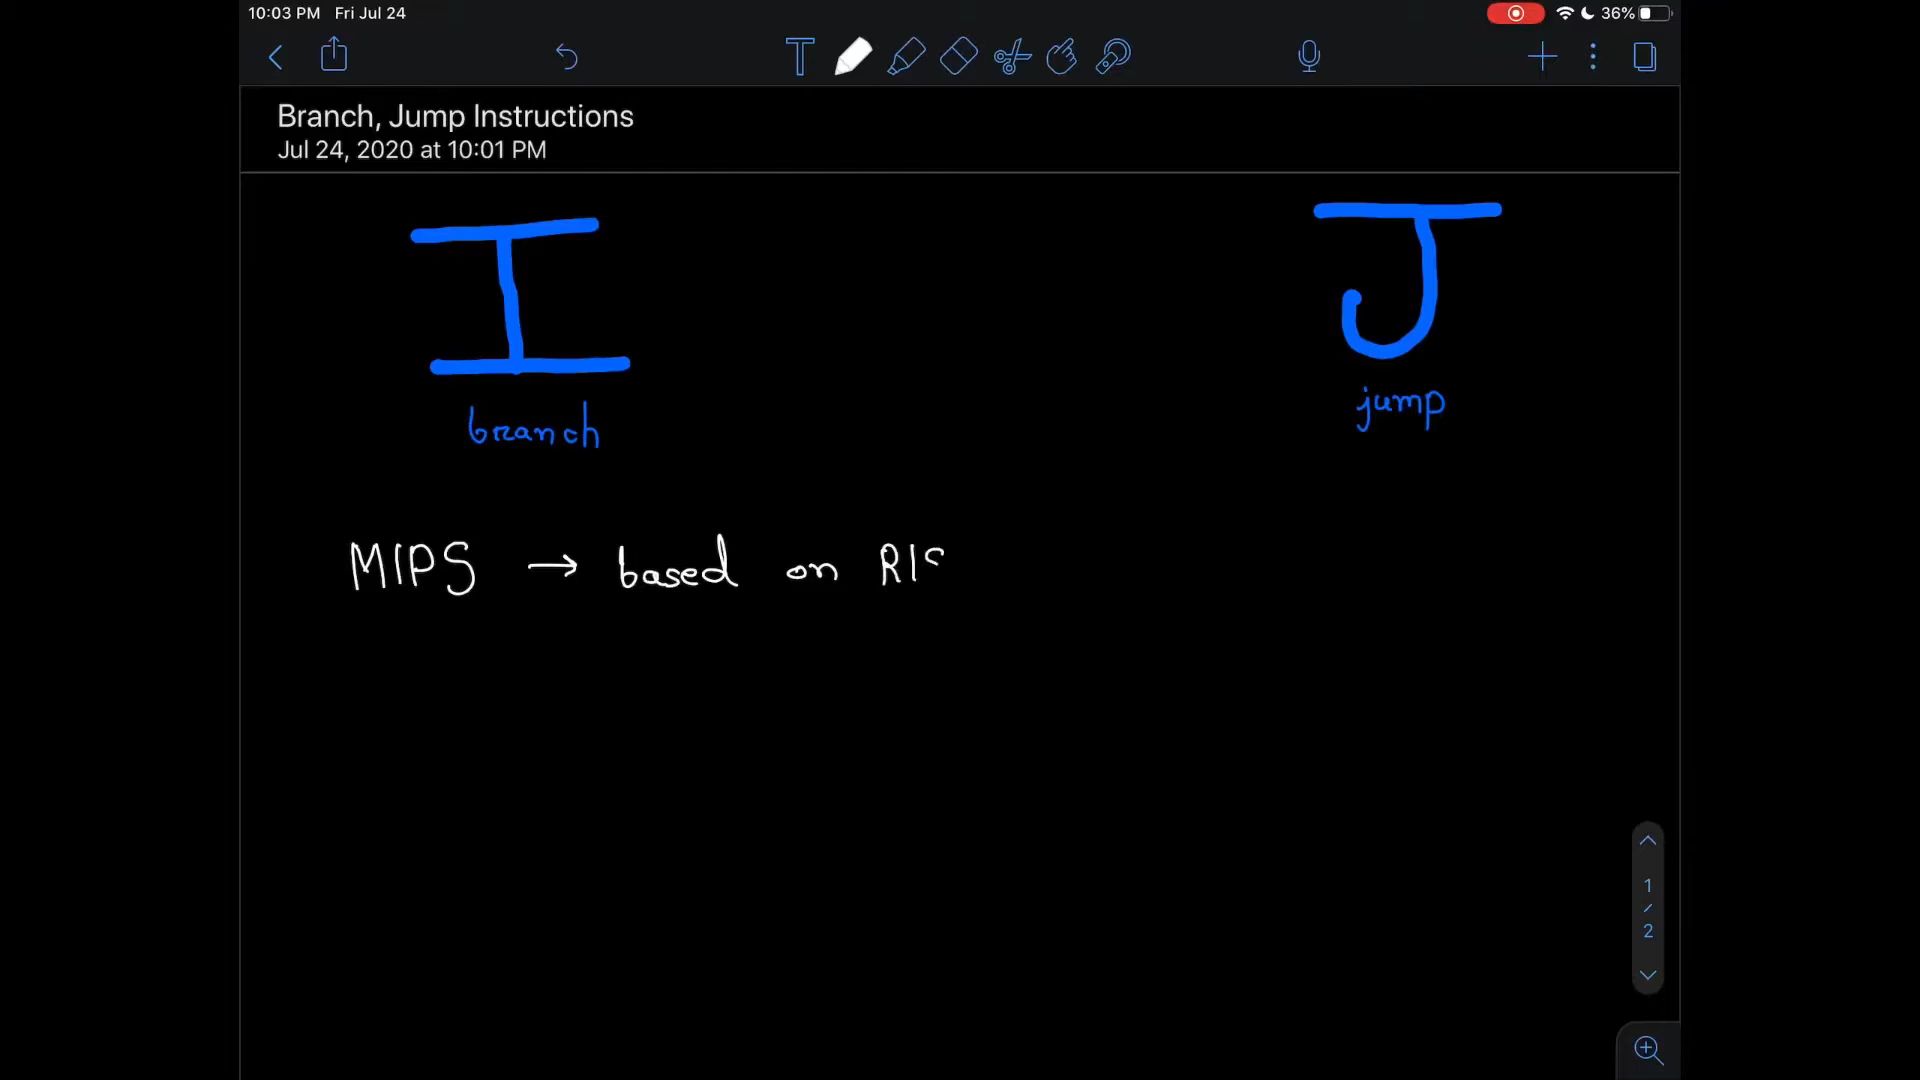 10:03 PM Fri Jul 24 36%
T
Branch, Jump Instructions
Jul 24, 2020 at 10:01 PM
I J
branch jump
MIPS → based on RIS
1
/
2